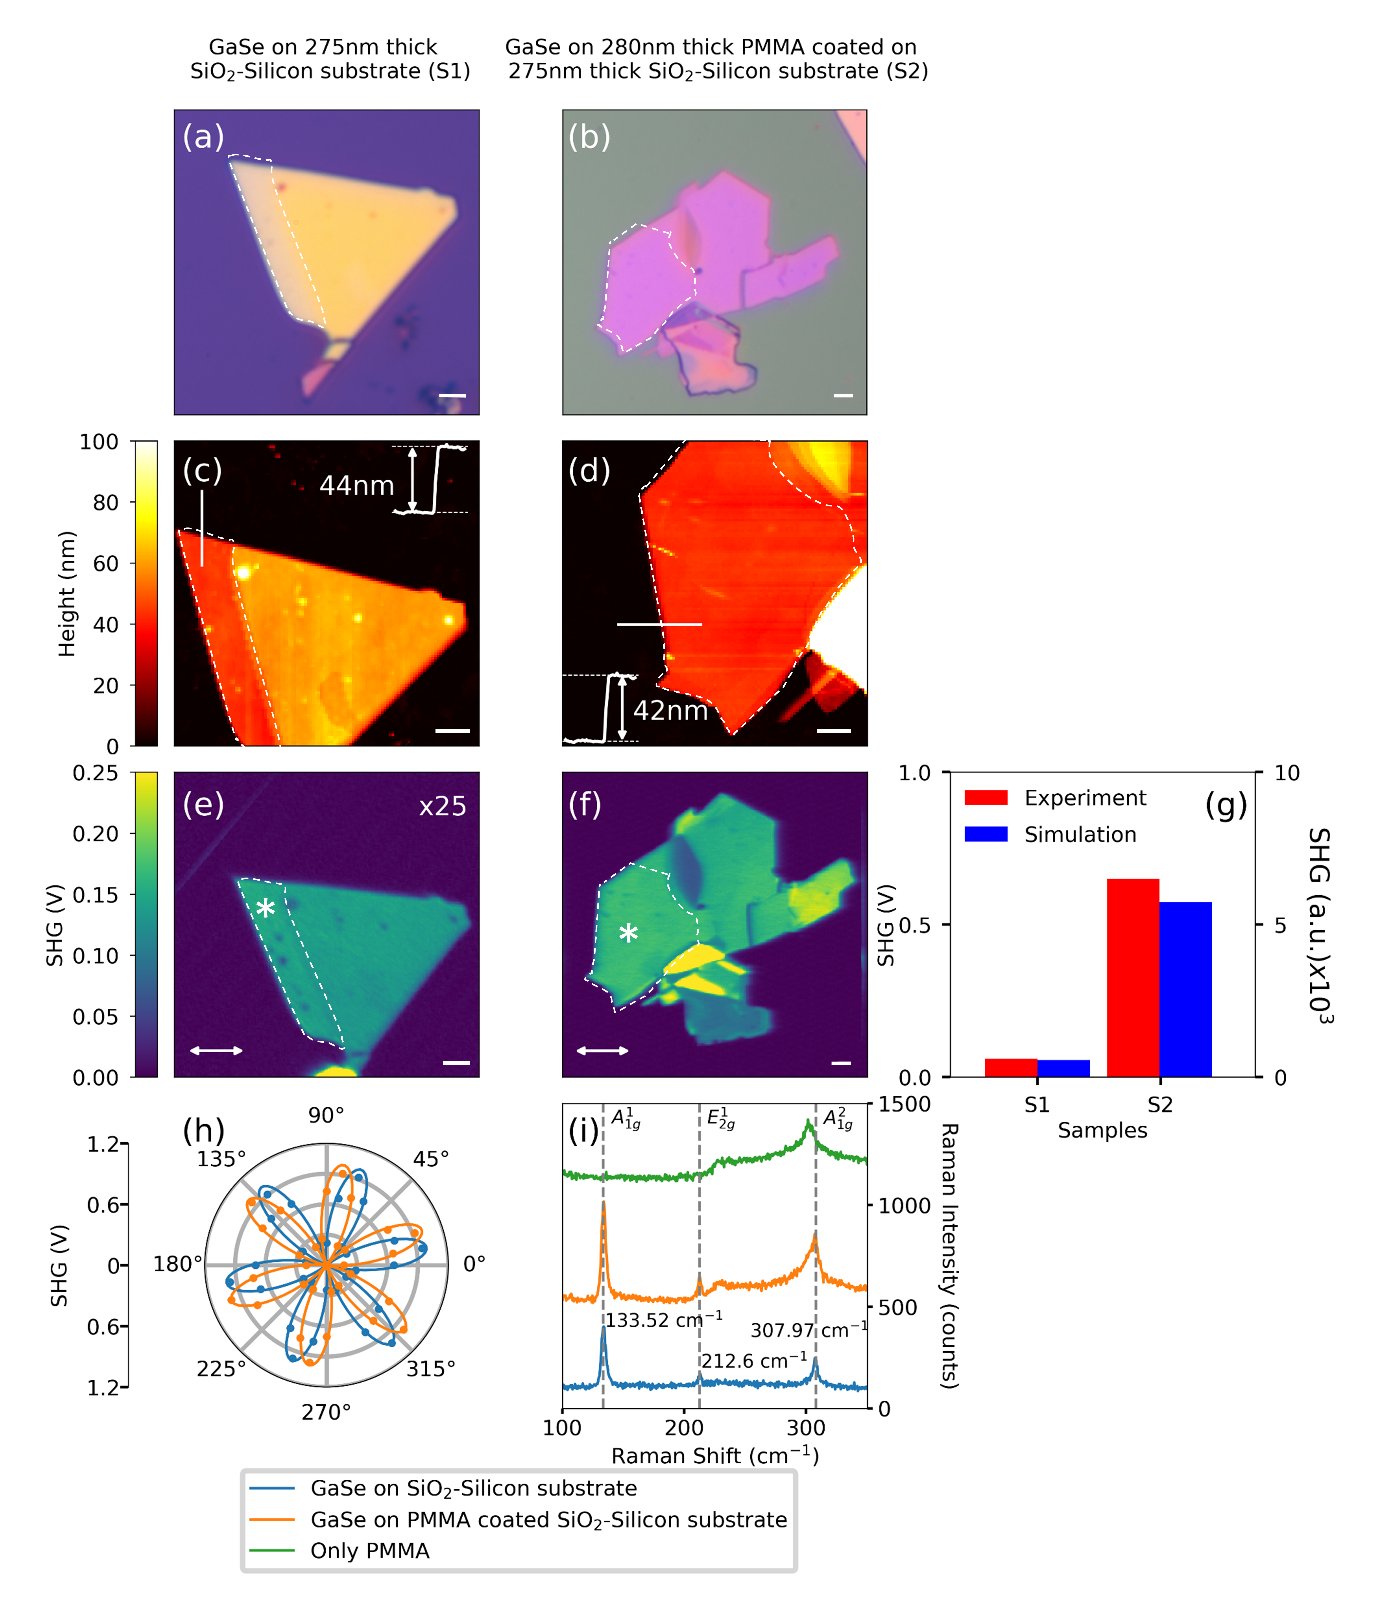 GaSe on 275nm thick
SiO₂-Silicon substrate (S1)
GaSe on 280nm thick PMMA coated on
275nm thick SiO₂-Silicon substrate (S2)
(a)
(b)
100
80
60
40
20
0
Height (nm)
(c)
44nm
(d)
42nm
0.25
0.20
0.15
0.10
0.05
0.00
SHG (V)
(e)
x25
*
(f)
*
1.0
0.5
0.0
SHG (V)
Experiment
Simulation
(g)
10
5
0
SHG (a.u.)x10³
S1
S2
Samples
(h)
1.2
0.6
0
0.6
1.2
SHG (V)
90°
135°
45°
180°
0°
225°
315°
270°
(i)
A¹₁g
E¹₂g
A²₁g
133.52 cm⁻¹
307.97 cm⁻¹
212.6 cm⁻¹
1500
1000
500
0
Raman Intensity (counts)
100
200
300
Raman Shift (cm⁻¹)
GaSe on SiO₂-Silicon substrate
GaSe on PMMA coated SiO₂-Silicon substrate
Only PMMA